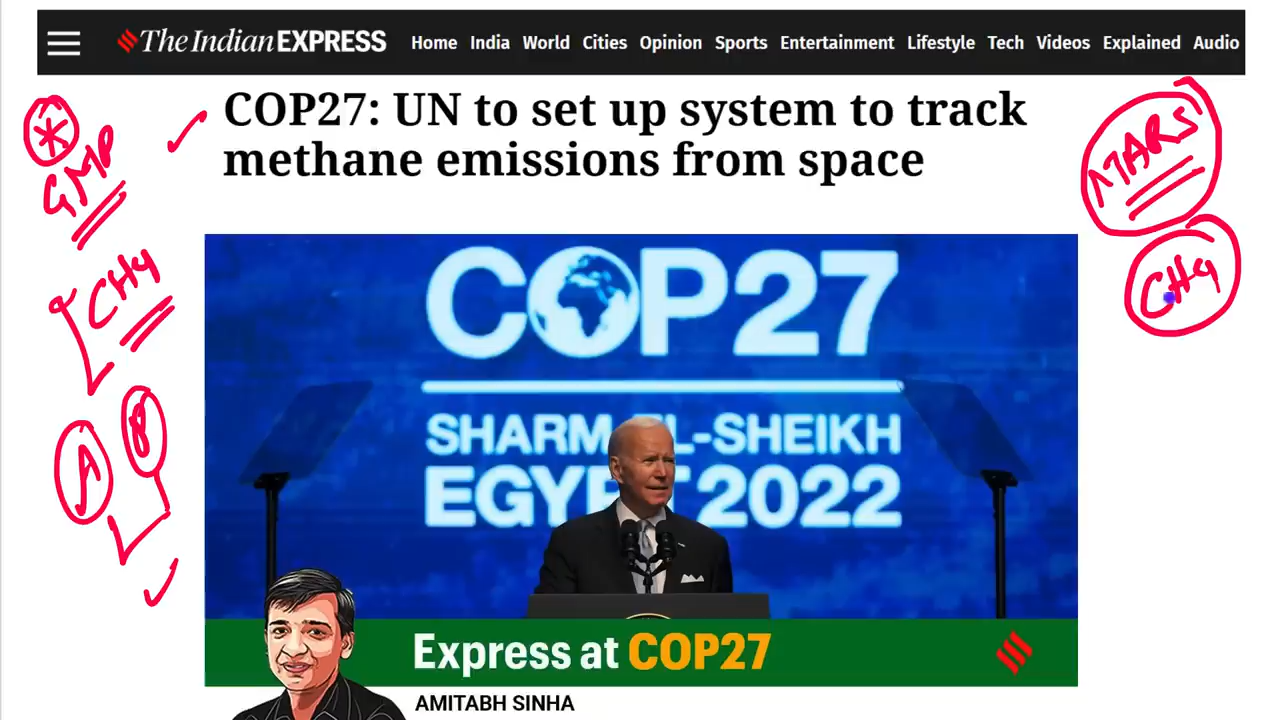 The Indian EXPRESS
Home India World Cities Opinion Sports Entertainment Lifestyle Tech Videos Explained Audio
COP27: UN to set up system to track
methane emissions from space
GMP
CH4
A B
MARS
CH4
COP27
SHARM EL-SHEIKH
EGYPT 2022
Express at COP27
AMITABH SINHA